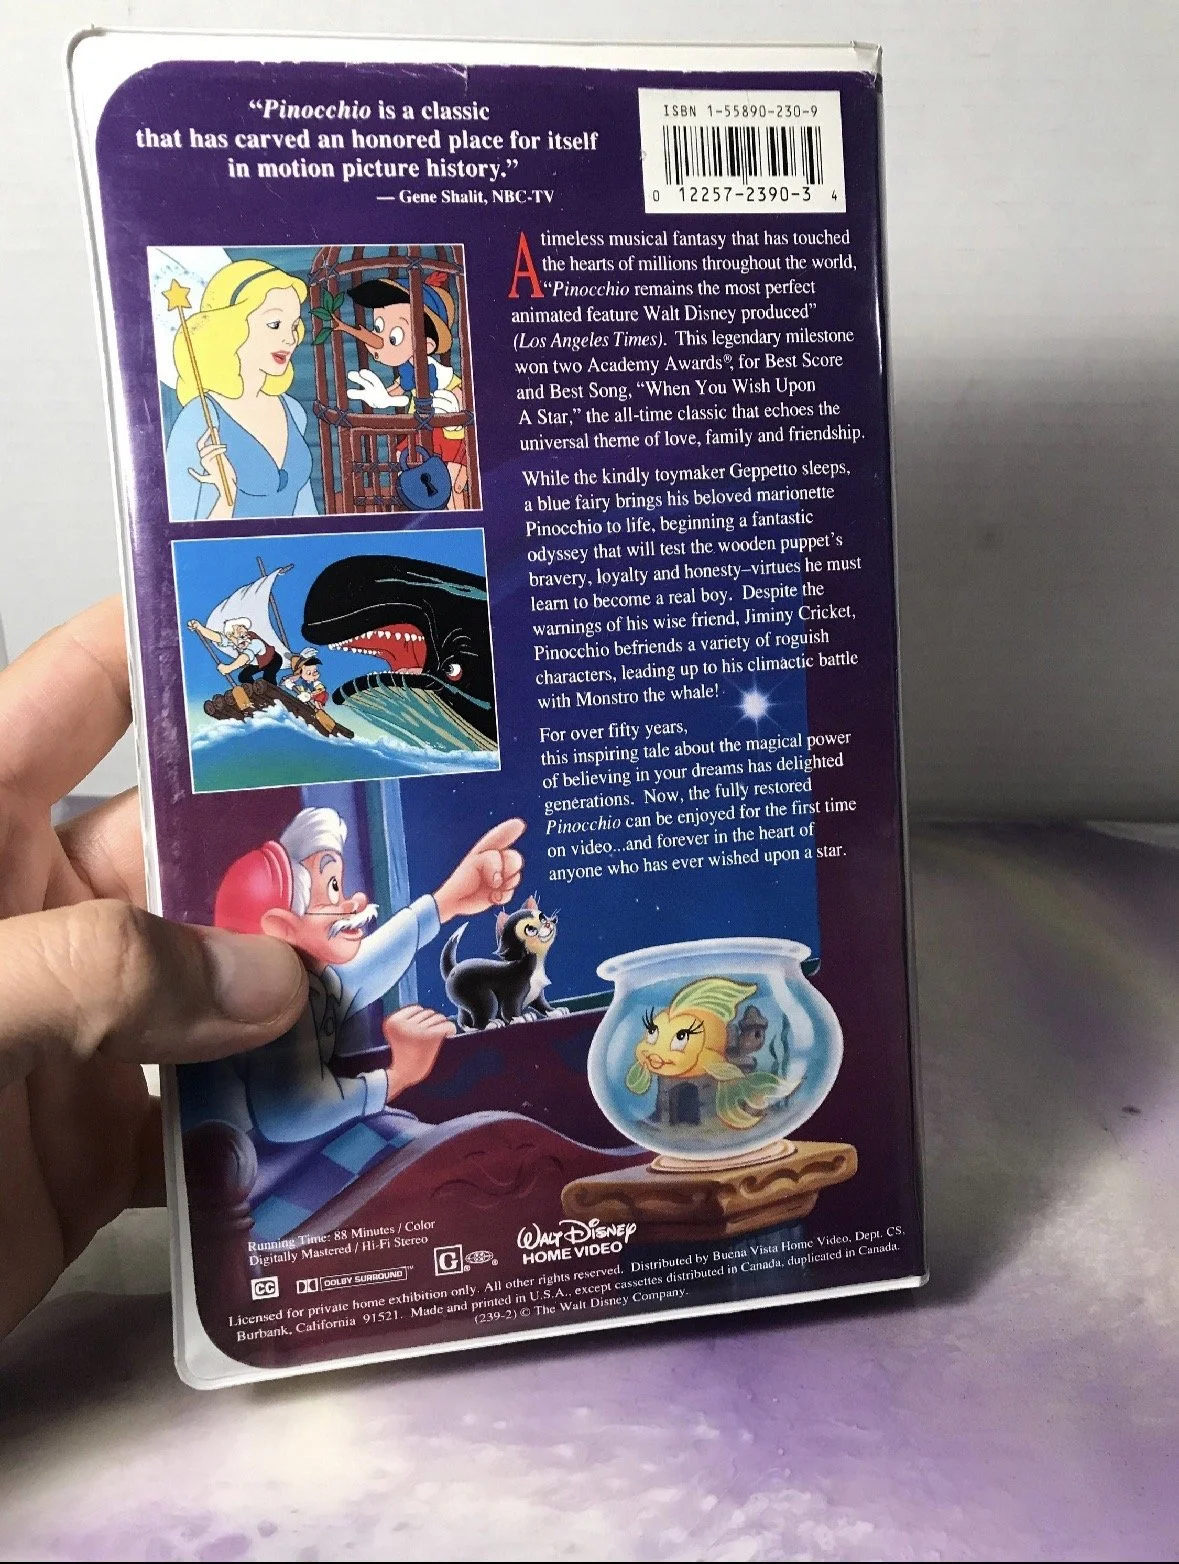 “Pinocchio is a classic
that has carved an honored place for itself
in motion picture history.”
— Gene Shalit, NBC-TV
ISBN 1-55890-230-9
0 12257-2390-3 4
A timeless musical fantasy that has touched
the hearts of millions throughout the world,
“Pinocchio remains the most perfect
animated feature Walt Disney produced”
(Los Angeles Times). This legendary milestone
won two Academy Awards®, for Best Score
and Best Song, “When You Wish Upon
A Star,” the all-time classic that echoes the
universal theme of love, family and friendship.
While the kindly toymaker Geppetto sleeps,
a blue fairy brings his beloved marionette
Pinocchio to life, beginning a fantastic
odyssey that will test the wooden puppet’s
bravery, loyalty and honesty–virtues he must
learn to become a real boy. Despite the
warnings of his wise friend, Jiminy Cricket,
Pinocchio befriends a variety of roguish
characters, leading up to his climactic battle
with Monstro the whale!
For over fifty years,
this inspiring tale about the magical power
of believing in your dreams has delighted
generations. Now, the fully restored
Pinocchio can be enjoyed for the first time
on video...and forever in the heart of
anyone who has ever wished upon a star.
Running Time: 88 Minutes / Color
Digitally Mastered / Hi-Fi Stereo
CC
DOLBY SURROUND™
G®
WALT DISNEY
HOME VIDEO
Licensed for private home exhibition only. All other rights reserved. Distributed by Buena Vista Home Video, Dept. CS,
Burbank, California 91521. Made and printed in U.S.A., except cassettes distributed in Canada, duplicated in Canada.
(239-2) © The Walt Disney Company.